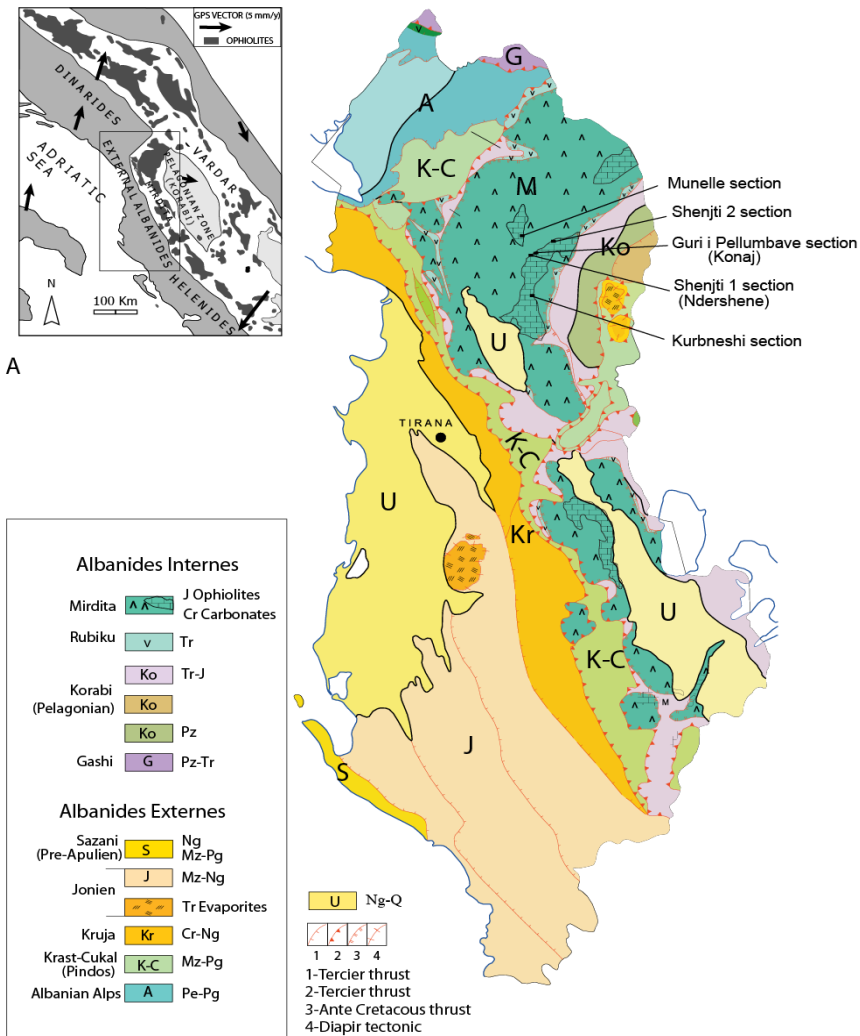 GPS VECTOR (5 mm/y)
OPHIOLITES
DINARIDES
ADRIATIC
SEA
EXTERNAL ALBANIDES
HELENIDES
MIRDITA
PELAGONIAN ZONE
(KORABI)
-VARDAR
N
100 Km
A
G
A
K-C
M
Ko
Munelle section
Shenjti 2 section
Guri i Pellumbave section
(Konaj)
Shenjti 1 section
(Ndershene)
Kurbneshi section
U
TIRANA
K-C
U
Kr
U
K-C
M
J
S
Albanides Internes
Mirdita
J Ophiolites
Cr Carbonates
Rubiku v Tr
Korabi
(Pelagonian)
Ko Tr-J
Ko
Ko Pz
Gashi G Pz-Tr
Albanides Externes
Sazani
(Pre-Apulien)
S
Ng
Mz-Pg
Jonien
J Mz-Ng
Tr Evaporites
Kruja Kr Cr-Ng
Krast-Cukal
(Pindos)
K-C Mz-Pg
Albanian Alps A Pe-Pg
U Ng-Q
1 2 3 4
1-Tercier thrust
2-Tercier thrust
3-Ante Cretacous thrust
4-Diapir tectonic